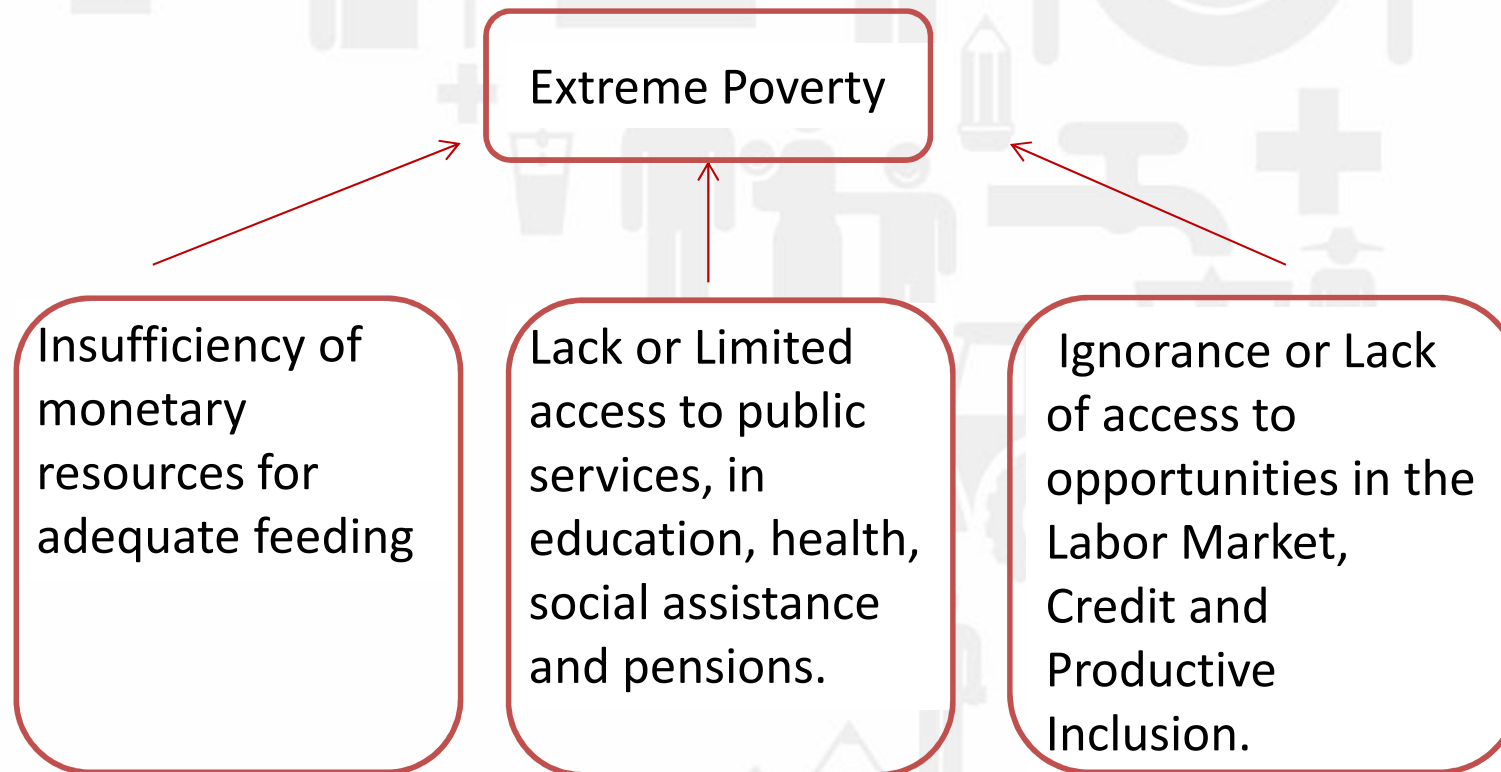 Extreme Poverty
Insufficiency of
monetary
resources for
adequate feeding
Lack or Limited
access to public
services, in
education, health,
social assistance
and pensions.
Ignorance or Lack
of access to
opportunities in the
Labor Market,
Credit and
Productive
Inclusion.